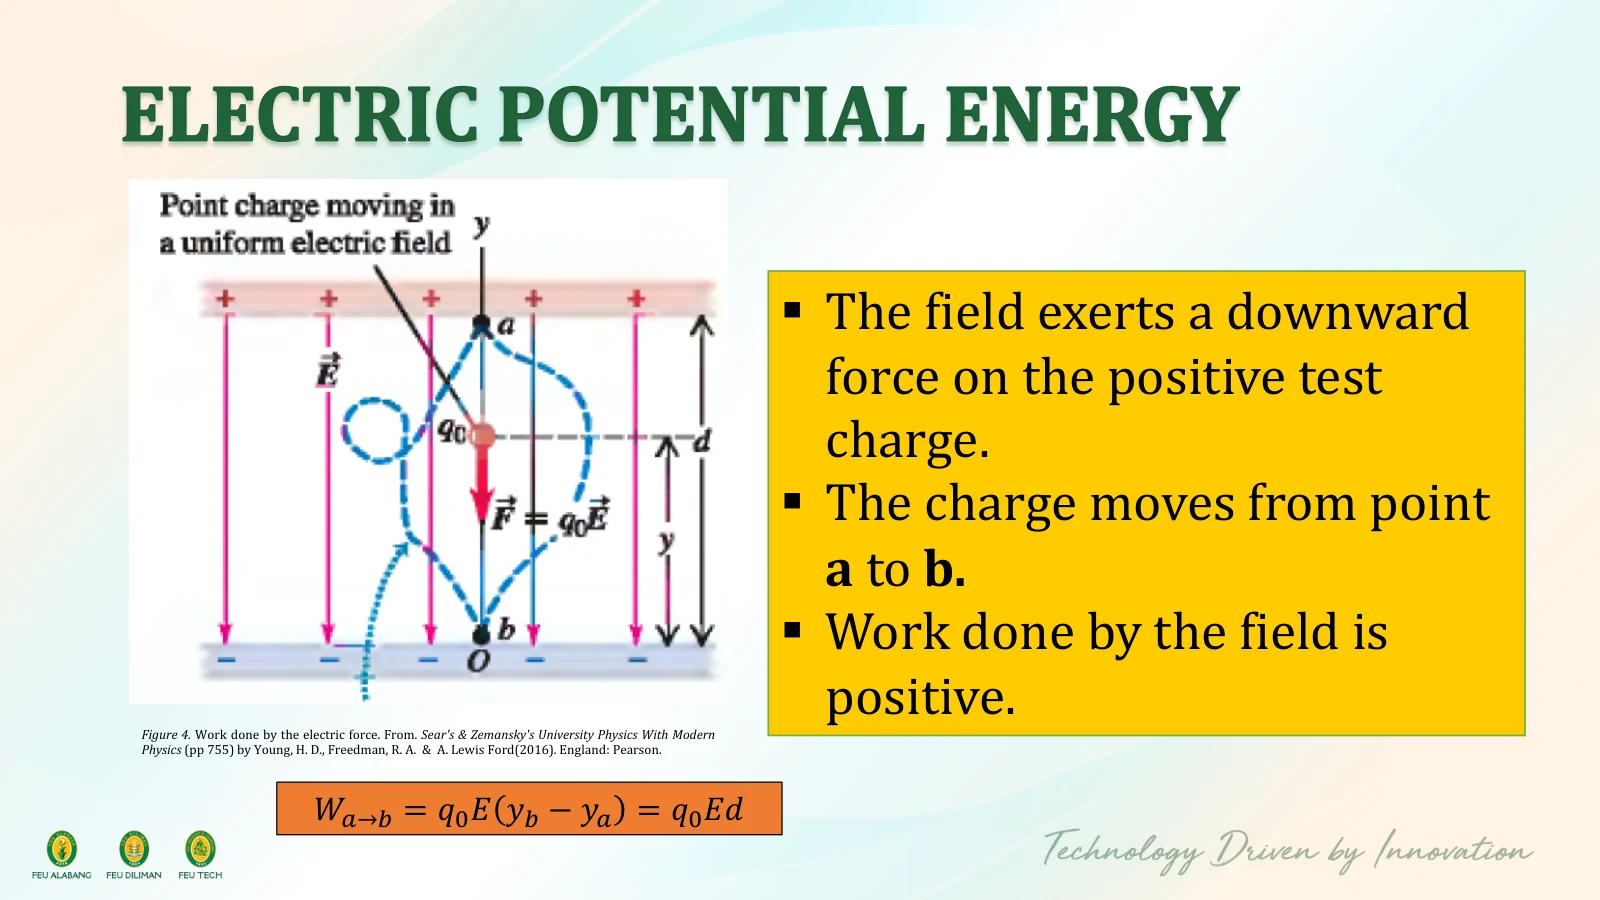 ELECTRIC POTENTIAL ENERGY
Point charge moving in
a uniform electric field
y
+ + + + +
a
E⃗
q₀
d
F⃗ = q₀E⃗
y
b
− − − − −
O
▪ The field exerts a downward
force on the positive test
charge.
▪ The charge moves from point
a to b.
▪ Work done by the field is
positive.
Figure 4. Work done by the electric force. From. Sear's & Zemansky's University Physics With Modern
Physics (pp 755) by Young, H. D., Freedman, R. A. & A. Lewis Ford(2016). England: Pearson.
W_{a→b} = q₀E(y_b − y_a) = q₀Ed
FEU ALABANG FEU DILIMAN FEU TECH
Technology Driven by Innovation